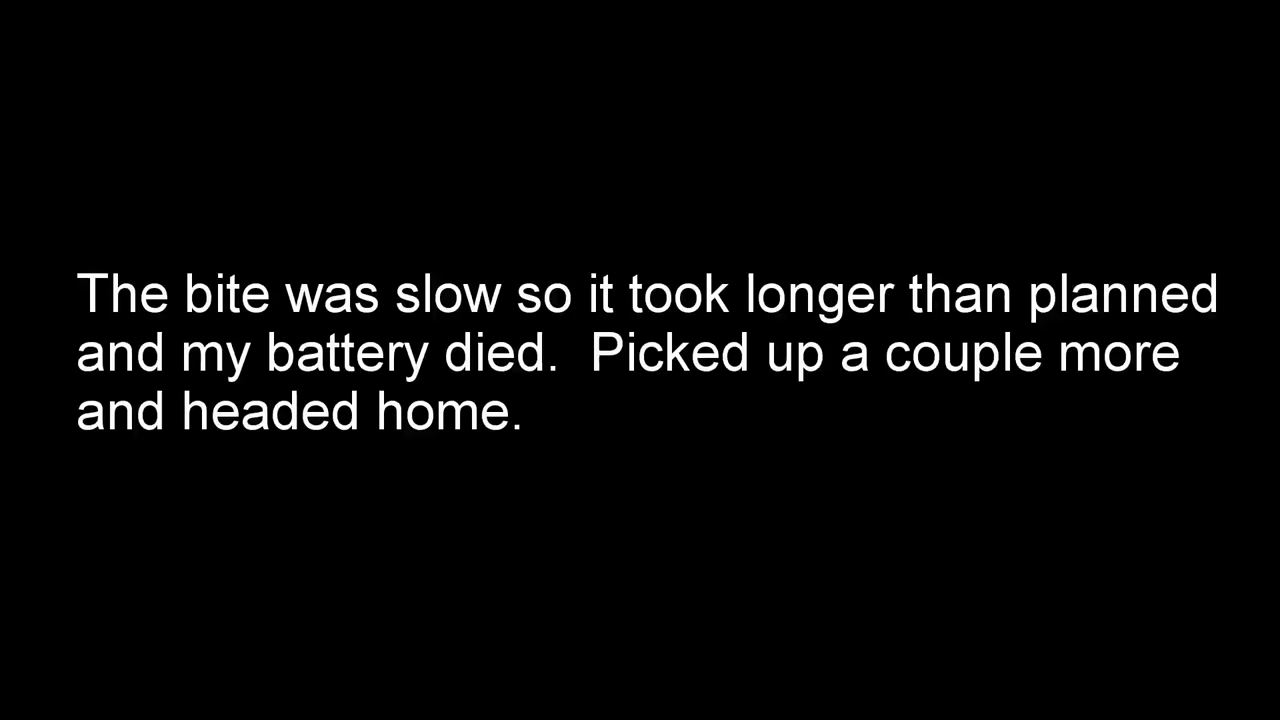 The bite was slow so it took longer than planned
and my battery died.  Picked up a couple more
and headed home.